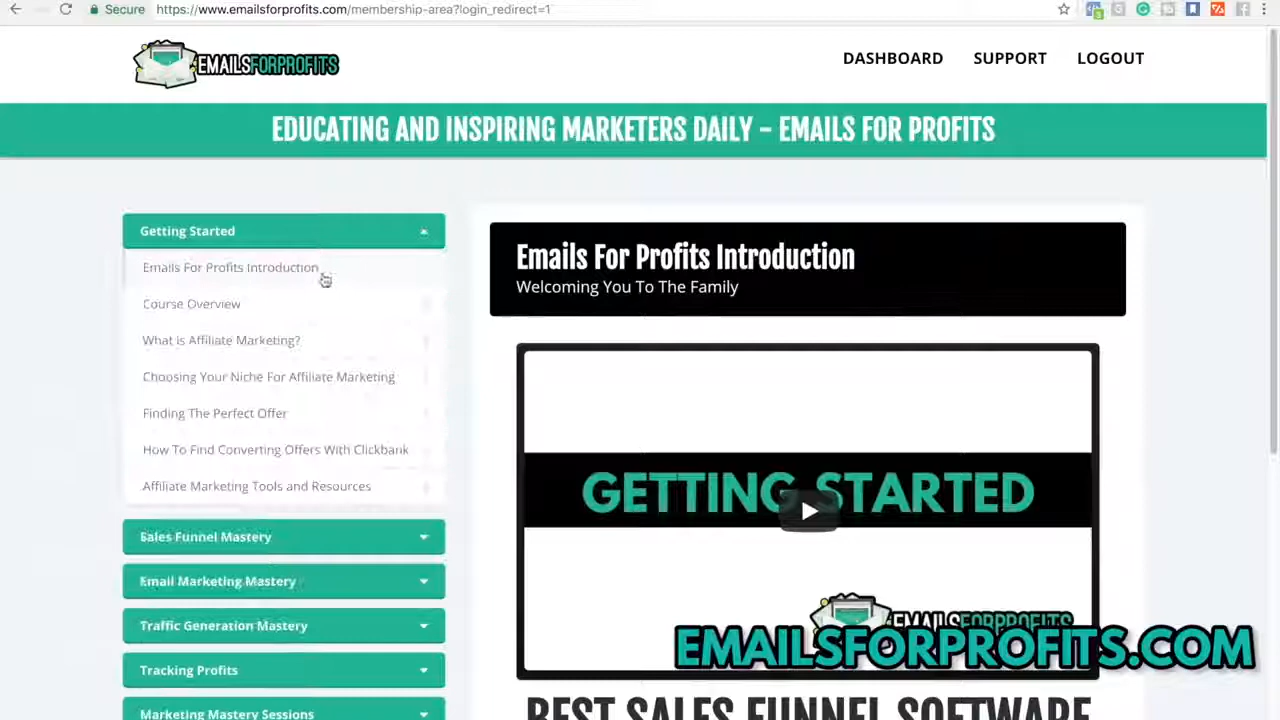 Secure https://www.emailsforprofits.com/membership-area?login_redirect=1
EMAILSFORPROFITS
DASHBOARD SUPPORT LOGOUT
EDUCATING AND INSPIRING MARKETERS DAILY - EMAILS FOR PROFITS
Getting Started
Emails For Profits Introduction
Course Overview
What is Affiliate Marketing?
Choosing Your Niche For Affiliate Marketing
Finding The Perfect Offer
How To Find Converting Offers With Clickbank
Affiliate Marketing Tools and Resources
Sales Funnel Mastery
Email Marketing Mastery
Traffic Generation Mastery
Tracking Profits
Marketing Mastery Sessions
Emails For Profits Introduction
Welcoming You To The Family
GETTING STARTED
EMAILSFORPROFITS
EMAILSFORPROFITS.COM
BEST SALES FUNNEL SOFTWARE